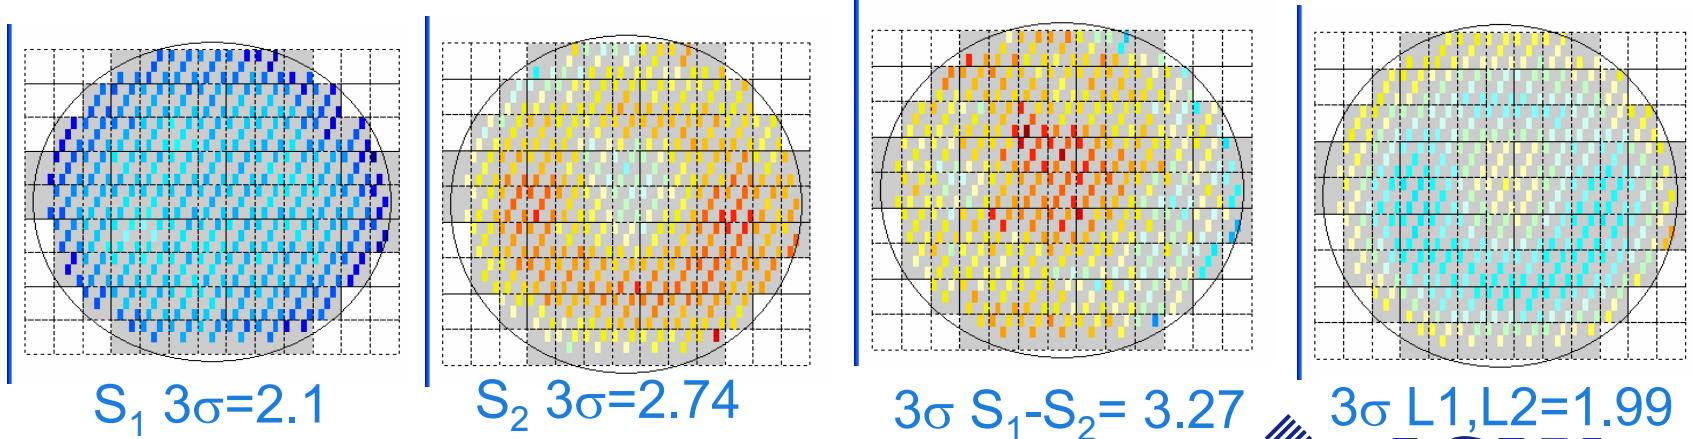 S₁ 3σ=2.1
S₂ 3σ=2.74
3σ S₁-S₂= 3.27
3σ L1,L2=1.99